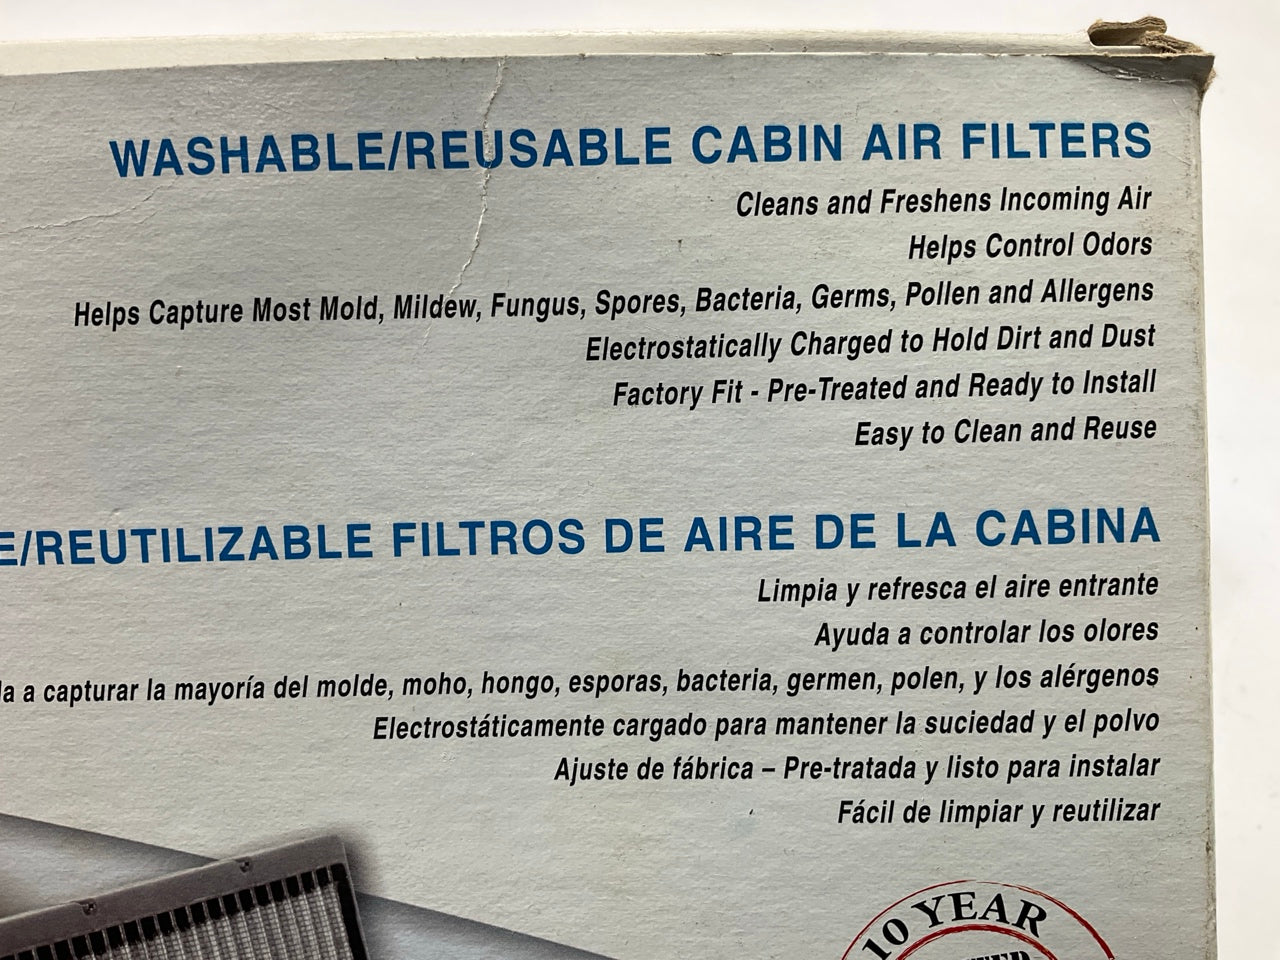 WASHABLE/REUSABLE CABIN AIR FILTERS
Cleans and Freshens Incoming Air
Helps Control Odors
Helps Capture Most Mold, Mildew, Fungus, Spores, Bacteria, Germs, Pollen and Allergens
Electrostatically Charged to Hold Dirt and Dust
Factory Fit - Pre-Treated and Ready to Install
Easy to Clean and Reuse
/REUTILIZABLE FILTROS DE AIRE DE LA CABINA
Limpia y refresca el aire entrante
Ayuda a controlar los olores
a capturar la mayoría del molde, moho, hongo, esporas, bacteria, germen, polen, y los alérgenos
Electrostáticamente cargado para mantener la suciedad y el polvo
Ajuste de fábrica – Pre-tratada y listo para instalar
Fácil de limpiar y reutilizar
10 YEAR